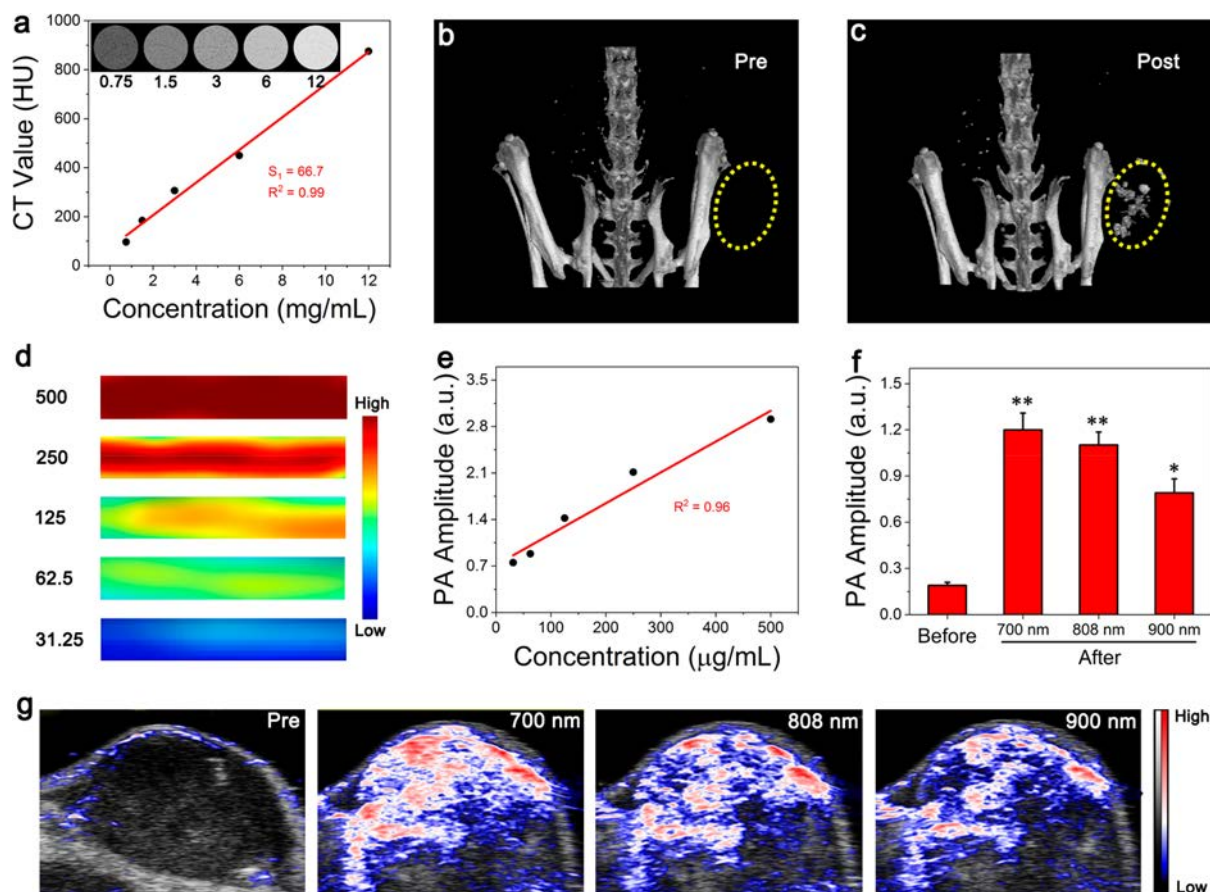 a
1000
800
600
400
200
0
CT Value (HU)
0.75 1.5 3 6 12
S₁ = 66.7
R² = 0.99
0 2 4 6 8 10 12
Concentration (mg/mL)
b
Pre
c
Post
d
500
250
125
62.5
31.25
High
Low
e
3.5
2.8
2.1
1.4
0.7
0.0
PA Amplitude (a.u.)
R² = 0.96
0 100 200 300 400 500
Concentration (μg/mL)
f
1.5
1.2
0.9
0.6
0.3
0.0
PA Amplitude (a.u.)
** ** *
Before 700 nm 808 nm 900 nm
After
g
Pre 700 nm 808 nm 900 nm
High
Low